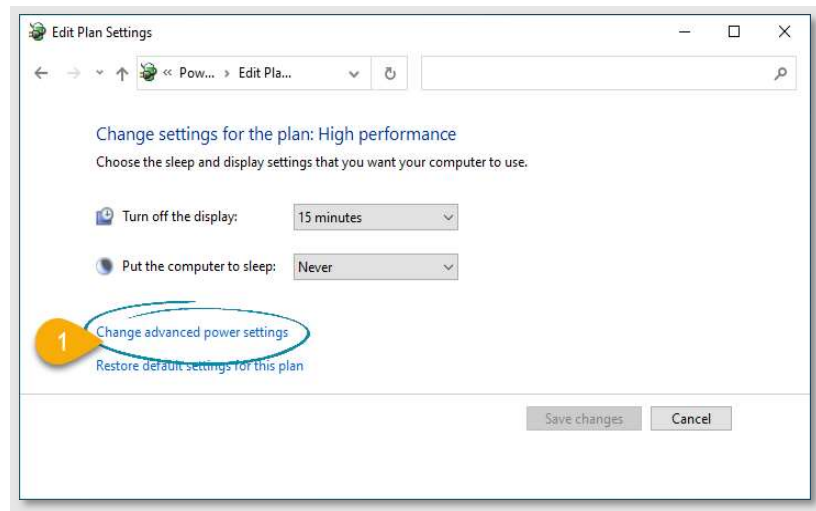 Edit Plan Settings
« Pow... › Edit Pla...
Change settings for the plan: High performance
Choose the sleep and display settings that you want your computer to use.
Turn off the display: 15 minutes
Put the computer to sleep: Never
1
Change advanced power settings
Restore default settings for this plan
Save changes Cancel